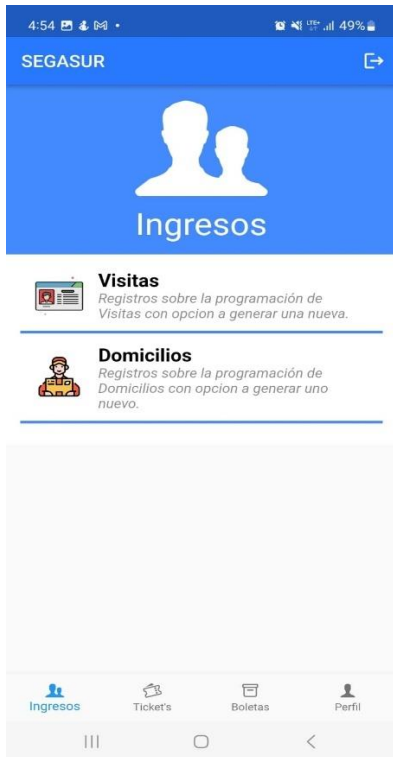 4:54
LTE+ 49%
SEGASUR
Ingresos
Visitas
Registros sobre la programación de
Visitas con opcion a generar una nueva.
Domicilios
Registros sobre la programación de
Domicilios con opcion a generar uno
nuevo.
Ingresos Ticket's Boletas Perfil